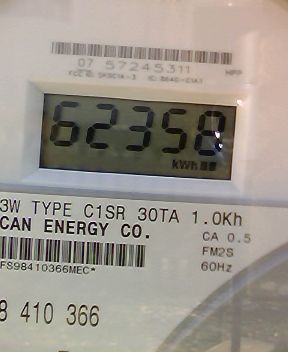 07 57245311
62358
kWh
3W TYPE C1SR 30TA 1.0Kh
CAN ENERGY CO.
CA 0.5
FM2S
FS98410366MEC*
60Hz
8 410 366